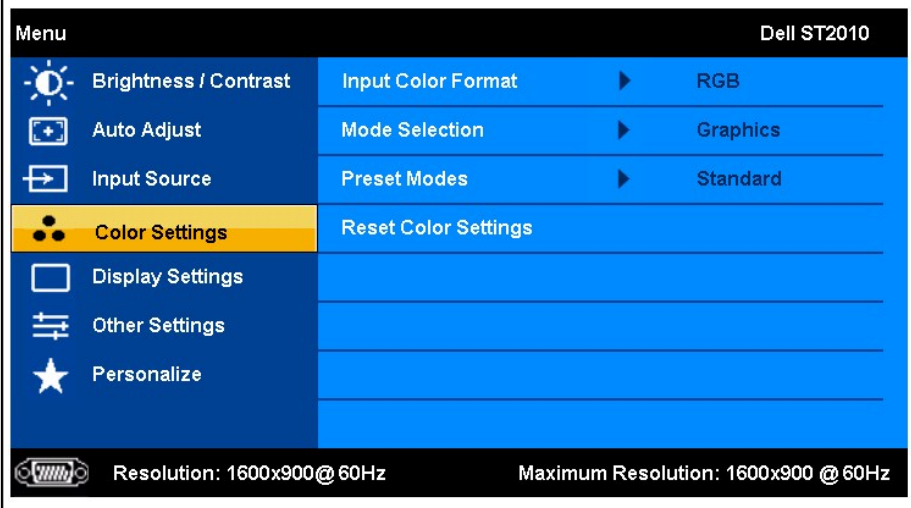 Menu Dell ST2010
Brightness / Contrast Input Color Format RGB
Auto Adjust Mode Selection Graphics
Input Source Preset Modes Standard
Color Settings Reset Color Settings
Display Settings
Other Settings
Personalize
Resolution: 1600x900@60Hz Maximum Resolution: 1600x900 @60Hz